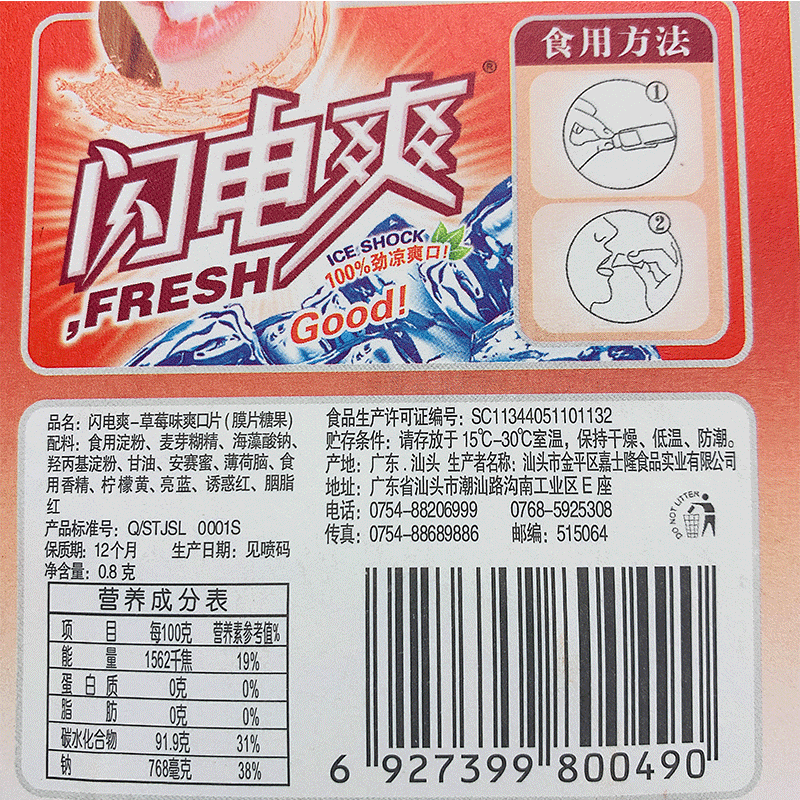 闪电爽®
,FRESH
ICE SHOCK
100%劲凉爽口!
Good!
食用方法
①
②
品名：闪电爽-草莓味爽口片(膜片糖果)
配料：食用淀粉、麦芽糊精、海藻酸钠、
羟丙基淀粉、甘油、安赛蜜、薄荷脑、食
用香精、柠檬黄、亮蓝、诱惑红、胭脂
红
产品标准号：Q/STJSL 0001S
保质期：12个月 生产日期：见喷码
净含量：0.8 克
食品生产许可证编号：SC11344051101132
贮存条件：请存放于 15℃-30℃室温，保持干燥、低温、防潮。
产地：广东 . 汕头 生产者名称：汕头市金平区嘉士隆食品实业有限公司
地址：广东省汕头市潮汕路沟南工业区 E 座
电话：0754-88206999 0768-5925308
传真：0754-88689886 邮编：515064
DO NOT LITTER
营养成分表
项目 每100克 营养素参考值%
能量 1562千焦 19%
蛋白质 0克 0%
脂肪 0克 0%
碳水化合物 91.9克 31%
钠 768毫克 38%
6 927399 800490